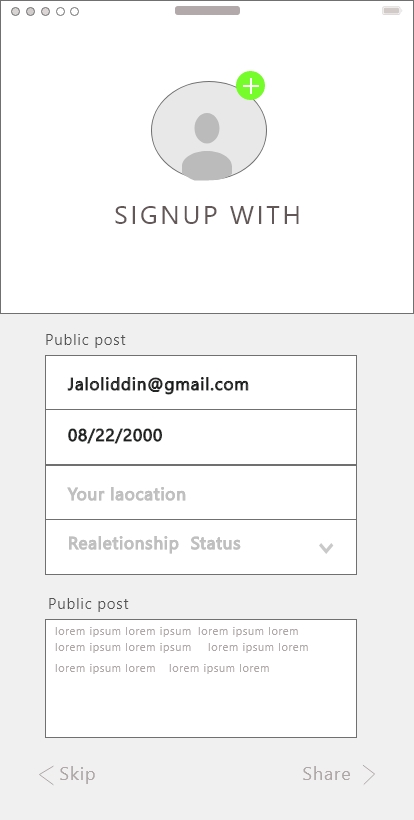 SIGNUP WITH
Public post
Jaloliddin@gmail.com
08/22/2000
Your laocation
Realetionship Status
Public post
lorem ipsum lorem ipsum lorem ipsum lorem
lorem ipsum lorem ipsum lorem ipsum lorem
lorem ipsum lorem lorem ipsum lorem
Skip
Share